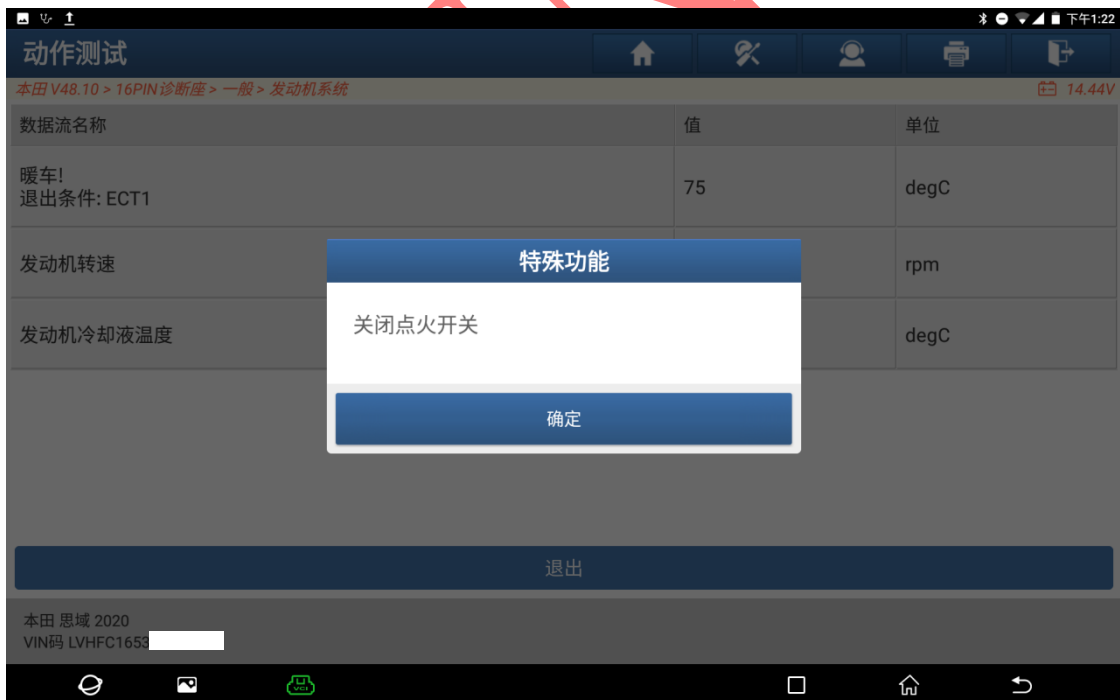 下午1:22
动作测试
本田 V48.10 > 16PIN诊断座 > 一般 > 发动机系统
14.44V
数据流名称 值 单位
暖车!
退出条件: ECT1
75 degC
发动机转速 rpm
特殊功能
关闭点火开关
发动机冷却液温度 degC
确定
退出
本田 思域 2020
VIN码 LVHFC1653
VCI